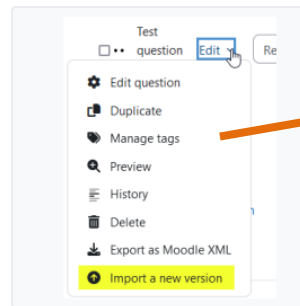 Test
question Edit Re
Edit question
Duplicate
Manage tags
Preview
History
Delete
Export as Moodle XML
Import a new version